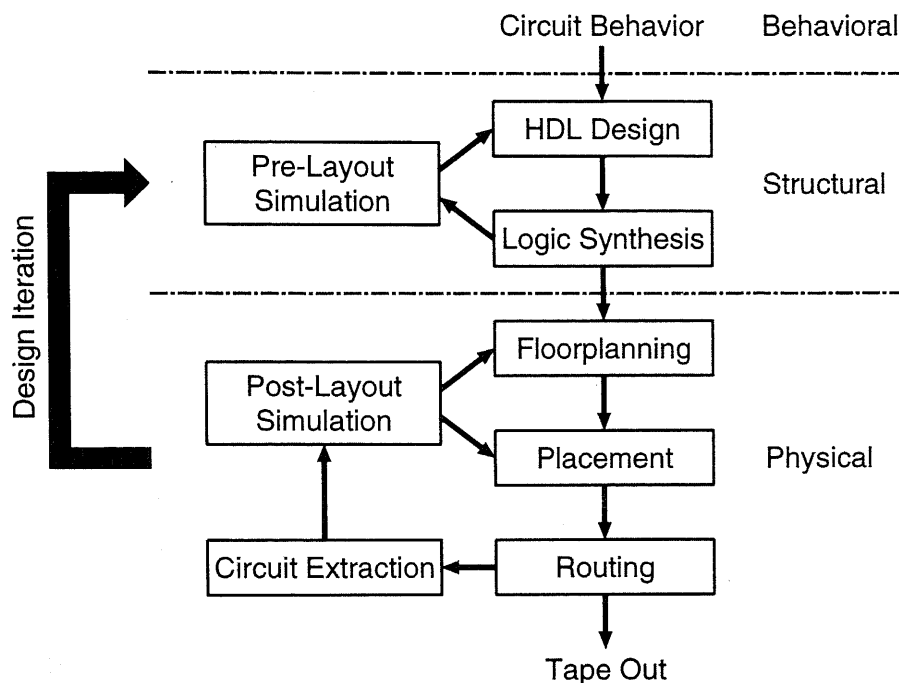 Circuit Behavior
Behavioral
HDL Design
Pre-Layout
Simulation
Structural
Logic Synthesis
Design Iteration
Floorplanning
Post-Layout
Simulation
Placement
Physical
Circuit Extraction
Routing
Tape Out